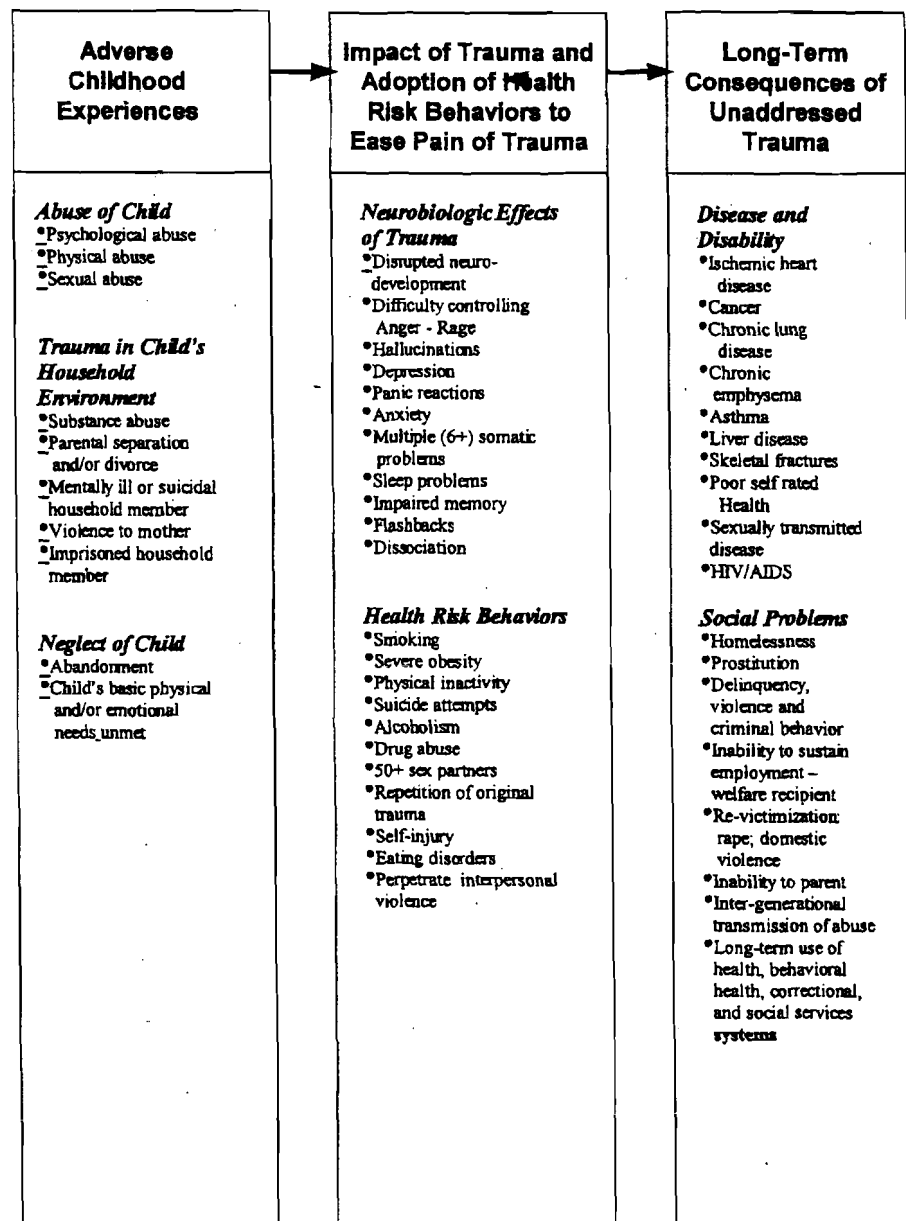 Adverse
Childhood
Experiences
Abuse of Child
•Psychological abuse
•Physical abuse
•Sexual abuse
Trauma in Child's
Household
Environment
•Substance abuse
•Parental separation
and/or divorce
•Mentally ill or suicidal
household member
•Violence to mother
•Imprisoned household
member
Neglect of Child
•Abandonment
•Child's basic physical
and/or emotional
needs unmet
Impact of Trauma and
Adoption of Health
Risk Behaviors to
Ease Pain of Trauma
Neurobiologic Effects
of Trauma
•Disrupted neuro-
development
•Difficulty controlling
Anger - Rage
•Hallucinations
•Depression
•Panic reactions
•Anxiety
•Multiple (6+) somatic
problems
•Sleep problems
•Impaired memory
•Flashbacks
•Dissociation
Health Risk Behaviors
•Smoking
•Severe obesity
•Physical inactivity
•Suicide attempts
•Alcoholism
•Drug abuse
•50+ sex partners
•Repetition of original
trauma
•Self-injury
•Eating disorders
•Perpetrate interpersonal
violence
Long-Term
Consequences of
Unaddressed
Trauma
Disease and
Disability
•Ischemic heart
disease
•Cancer
•Chronic lung
disease
•Chronic
emphysema
•Asthma
•Liver disease
•Skeletal fractures
•Poor self rated
Health
•Sexually transmitted
disease
•HIV/AIDS
Social Problems
•Homelessness
•Prostitution
•Delinquency,
violence and
criminal behavior
•Inability to sustain
employment –
welfare recipient
•Re-victimization:
rape; domestic
violence
•Inability to parent
•Inter-generational
transmission of abuse
•Long-term use of
health, behavioral
health, correctional,
and social services
systems